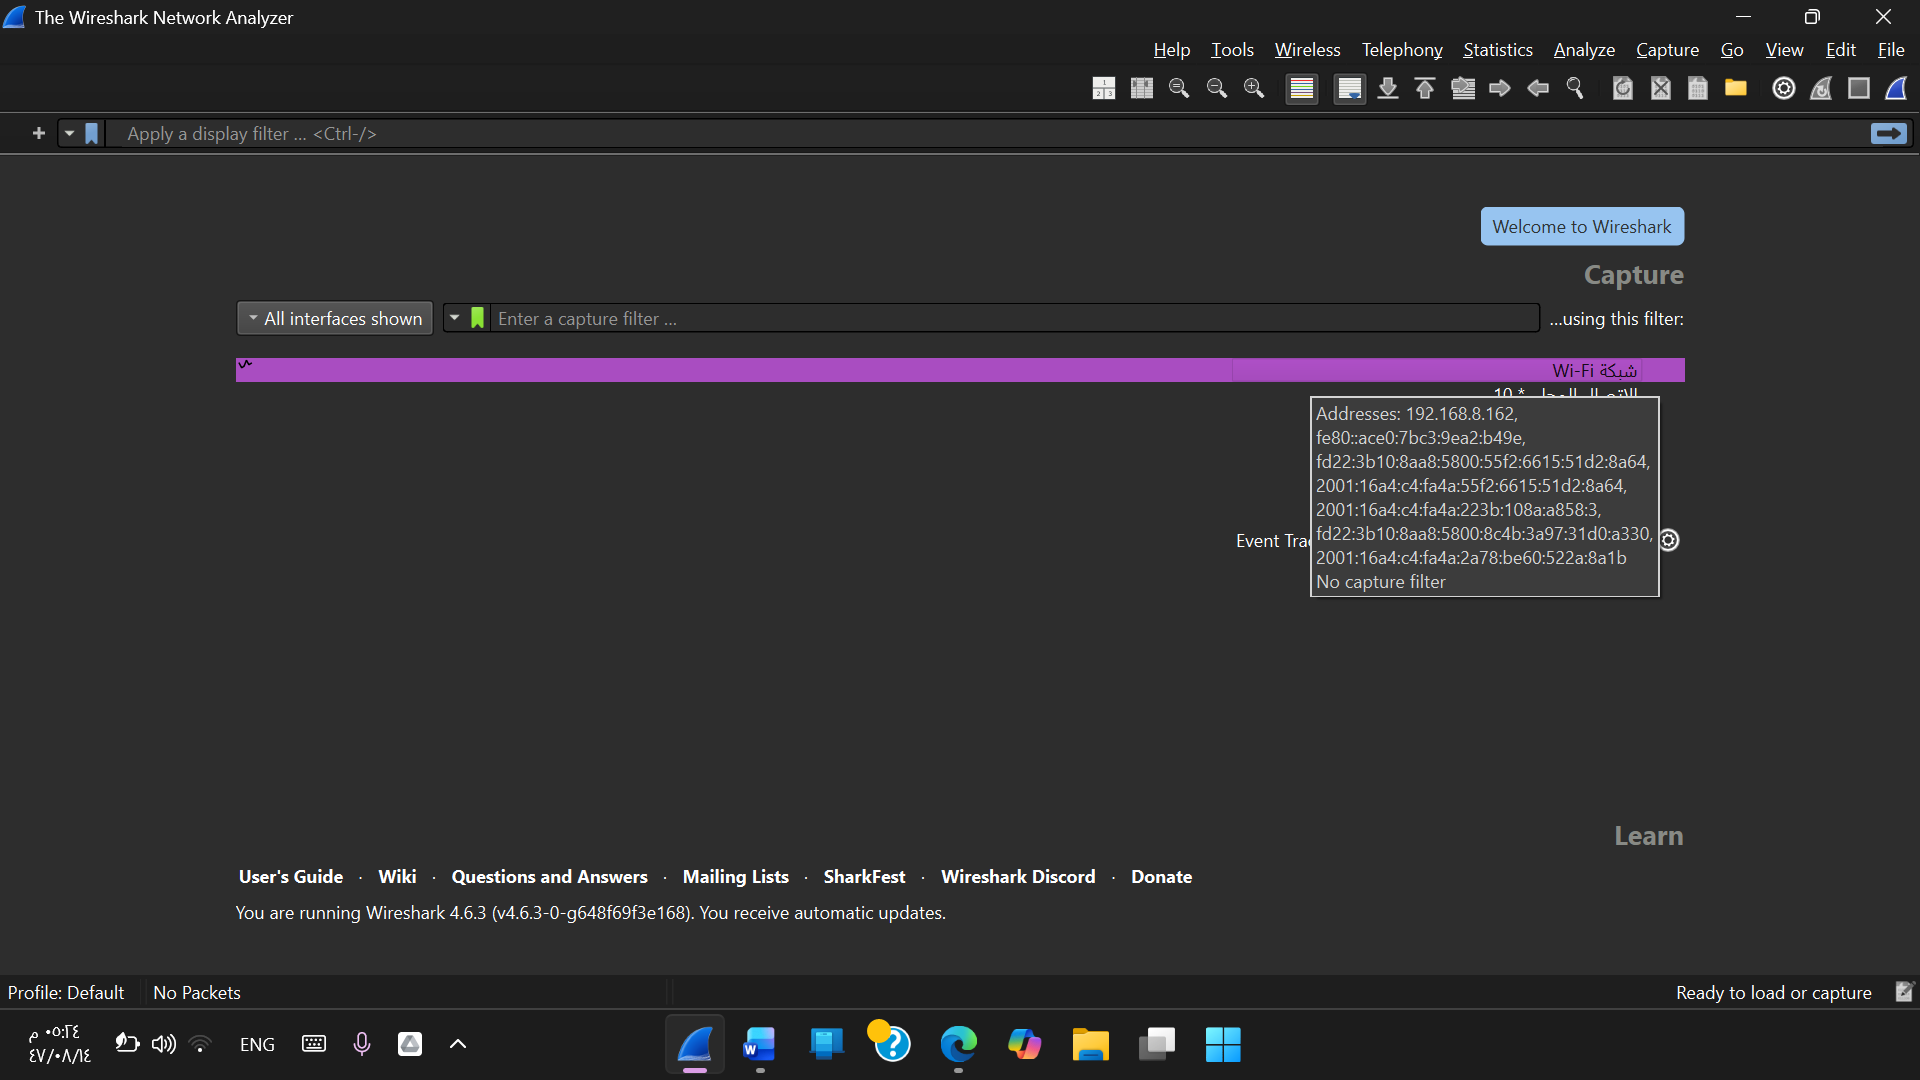 The Wireshark Network Analyzer
Help Tools Wireless Telephony Statistics Analyze Capture Go View Edit File
Apply a display filter ... <Ctrl-/>
Welcome to Wireshark
Capture
All interfaces shown
Enter a capture filter ...
...using this filter:
شبكة Wi-Fi
Addresses: 192.168.8.162,
fe80::ace0:7bc3:9ea2:b49e,
fd22:3b10:8aa8:5800:55f2:6615:51d2:8a64,
2001:16a4:c4:fa4a:55f2:6615:51d2:8a64,
2001:16a4:c4:fa4a:223b:108a:a858:3,
Event
fd22:3b10:8aa8:5800:8c4b:3a97:31d0:a330,
2001:16a4:c4:fa4a:2a78:be60:522a:8a1b
No capture filter
Learn
User's Guide · Wiki · Questions and Answers · Mailing Lists · SharkFest · Wireshark Discord · Donate
You are running Wireshark 4.6.3 (v4.6.3-0-g648f69f3e168). You receive automatic updates.
Profile: Default
No Packets
Ready to load or capture
٠٥:٢٤ م
٤٧/٠٨/١٤
ENG